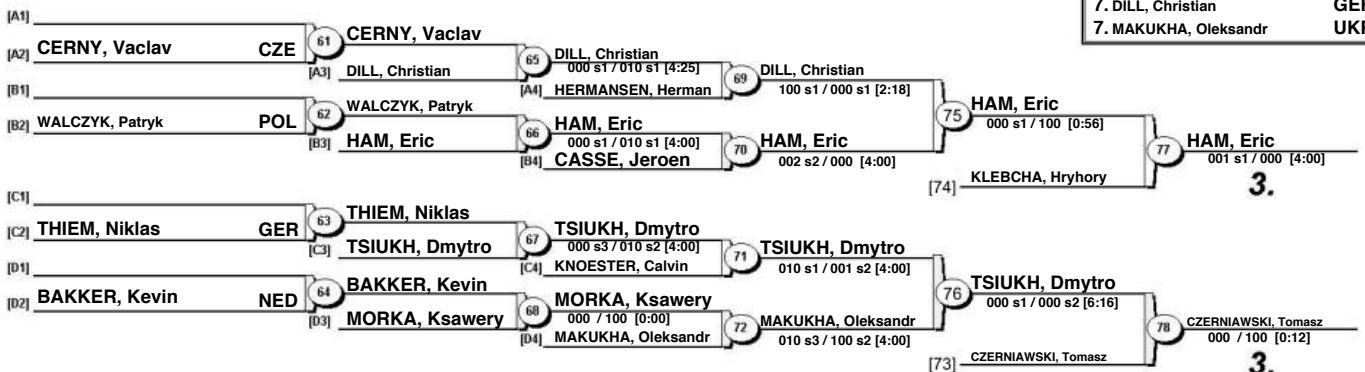 7. DILL, Christian GER
7. MAKUKHA, Oleksandr UKR
[A1]
[A2] CERNY, Vaclav CZE
61
CERNY, Vaclav
[A3] DILL, Christian
65
DILL, Christian
000 s1 / 010 s1 [4:25]
[A4] HERMANSEN, Herman
69
DILL, Christian
100 s1 / 000 s1 [2:18]
[B1]
[B2] WALCZYK, Patryk POL
62
WALCZYK, Patryk
[B3] HAM, Eric
66
HAM, Eric
000 s1 / 010 s1 [4:00]
[B4] CASSE, Jeroen
70
HAM, Eric
002 s2 / 000 [4:00]
75
HAM, Eric
000 s1 / 100 [0:56]
[74] KLEBCHA, Hryhory
77
HAM, Eric
001 s1 / 000 [4:00]
3.
[C1]
[C2] THIEM, Niklas GER
63
THIEM, Niklas
[C3] TSIUKH, Dmytro
67
TSIUKH, Dmytro
000 s3 / 010 s2 [4:00]
[C4] KNOESTER, Calvin
71
TSIUKH, Dmytro
010 s1 / 001 s2 [4:00]
[D1]
[D2] BAKKER, Kevin NED
64
BAKKER, Kevin
[D3] MORKA, Ksawery
68
MORKA, Ksawery
000 / 100 [0:00]
[D4] MAKUKHA, Oleksandr
72
MAKUKHA, Oleksandr
010 s3 / 100 s2 [4:00]
76
TSIUKH, Dmytro
000 s1 / 000 s2 [6:16]
[73] CZERNIAWSKI, Tomasz
78
CZERNIAWSKI, Tomasz
000 / 100 [0:12]
3.